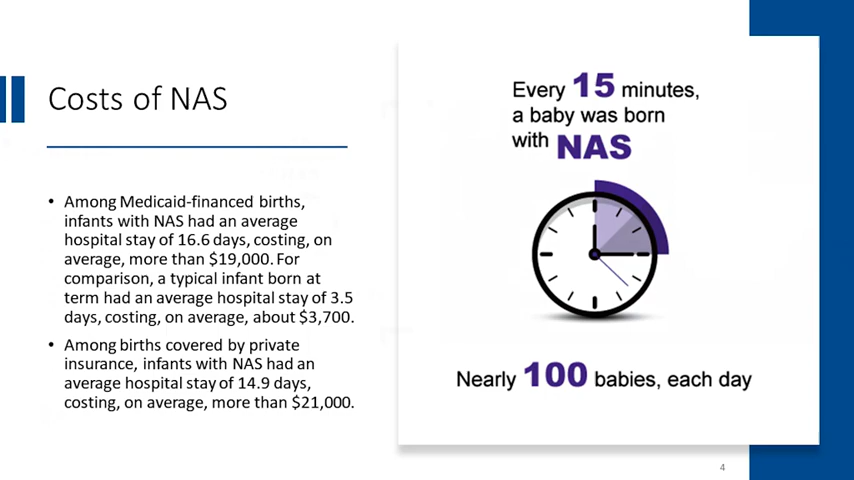 Costs of NAS
• Among Medicaid-financed births,
infants with NAS had an average
hospital stay of 16.6 days, costing, on
average, more than $19,000. For
comparison, a typical infant born at
term had an average hospital stay of 3.5
days, costing, on average, about $3,700.
• Among births covered by private
insurance, infants with NAS had an
average hospital stay of 14.9 days,
costing, on average, more than $21,000.
Every 15 minutes,
a baby was born
with NAS
Nearly 100 babies, each day
4